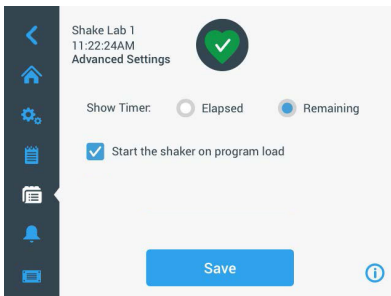 Shake Lab 1
11:22:24AM
Advanced Settings
Show Timer: Elapsed Remaining
Start the shaker on program load
Save